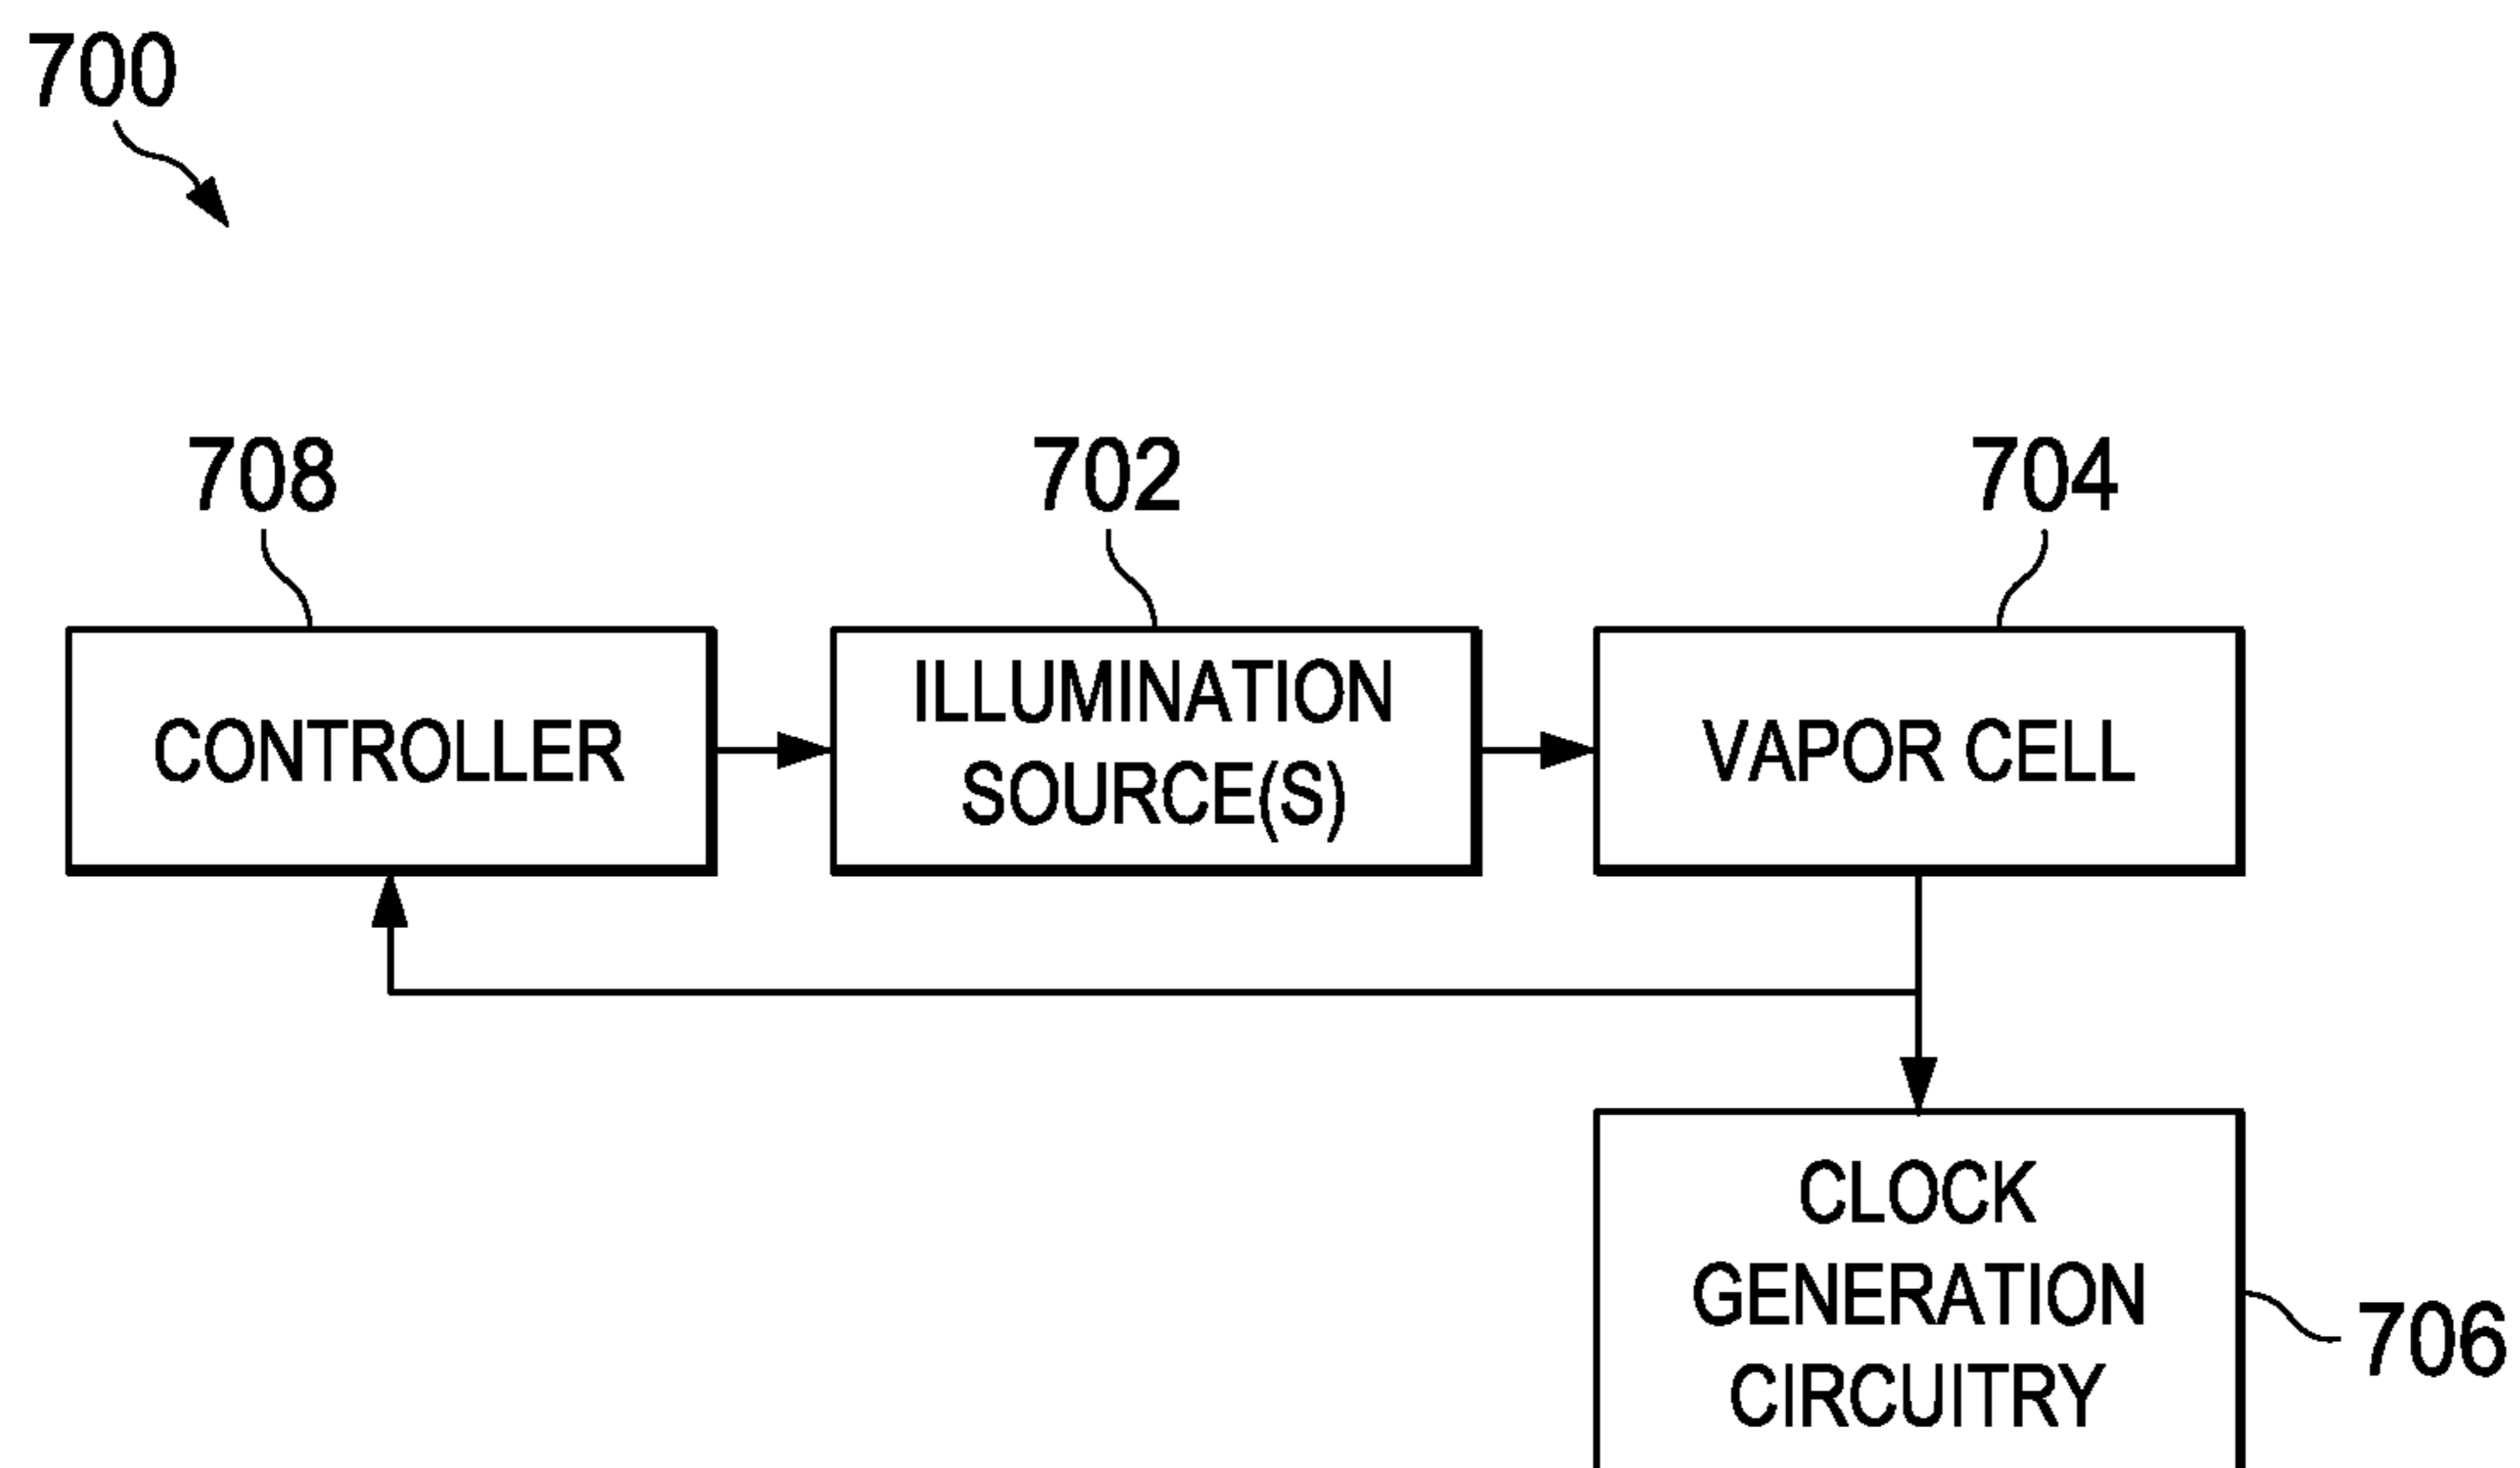 700
708
702
704
CONTROLLER
ILLUMINATION
SOURCE(S)
VAPOR CELL
CLOCK
GENERATION
CIRCUITRY
706